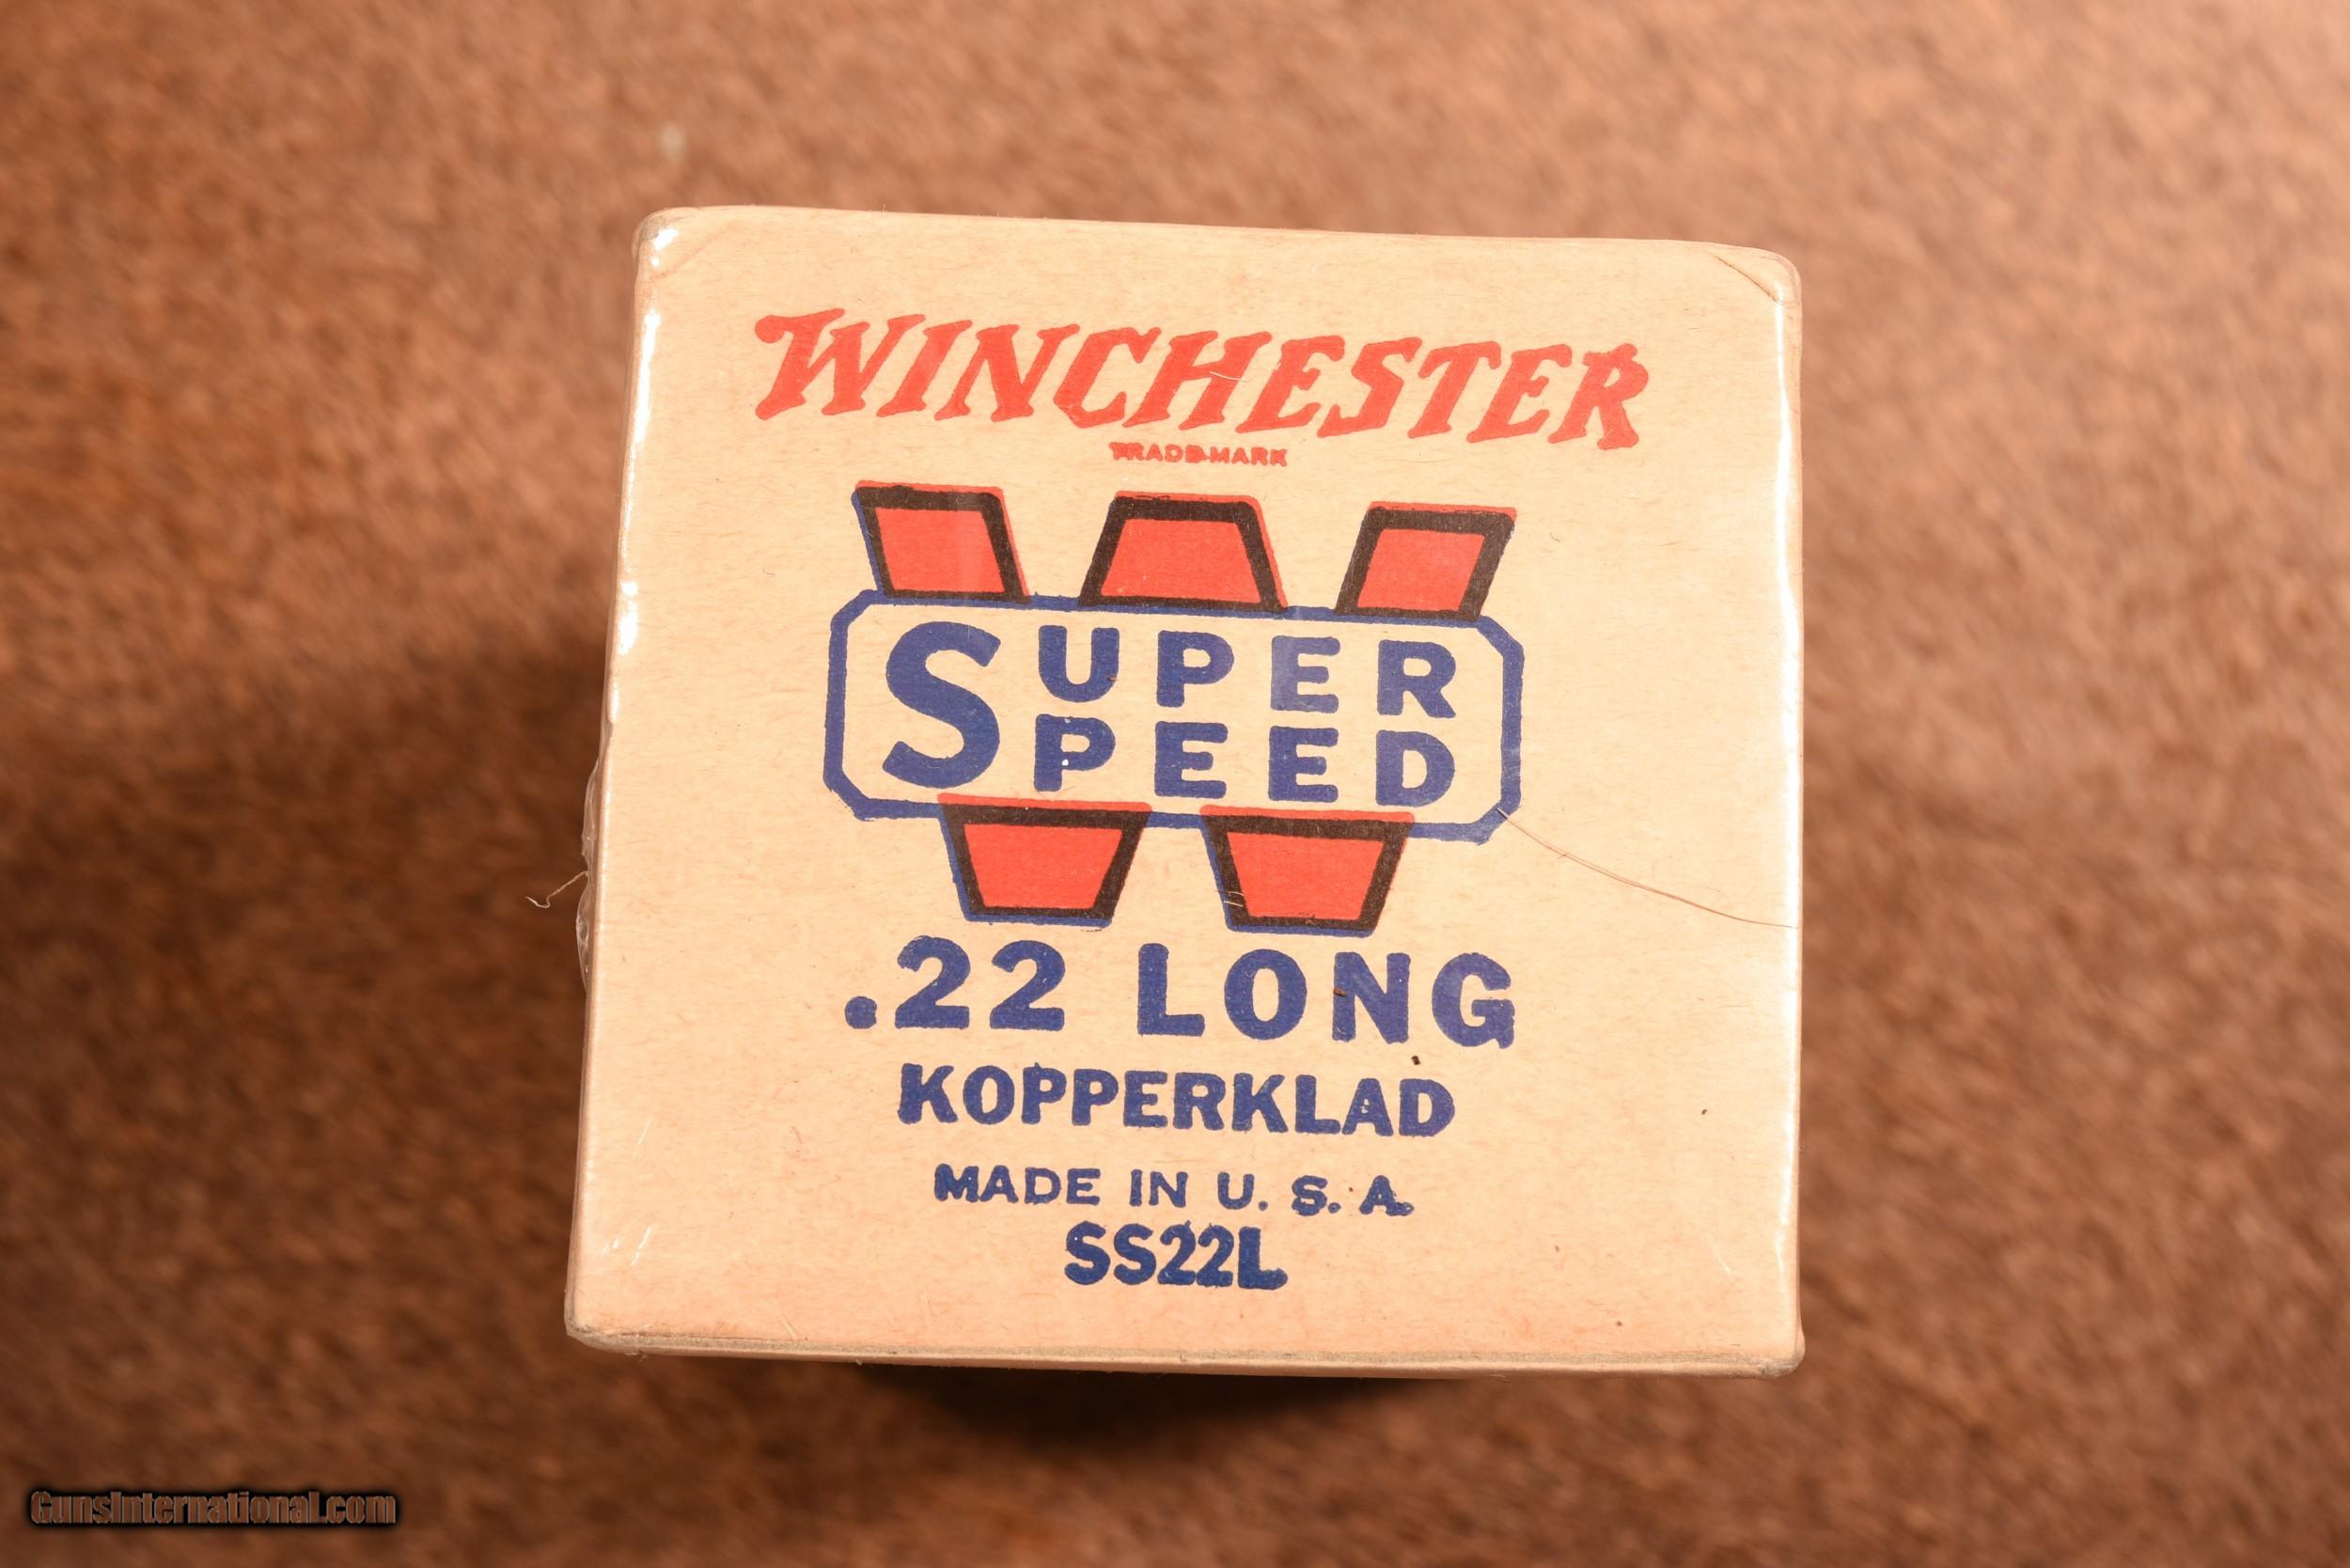 WINCHESTER
TRADE-MARK
SUPER
SPEED
.22 LONG
KOPPERKLAD
MADE IN U. S. A.
SS22L
GunsInternational.com